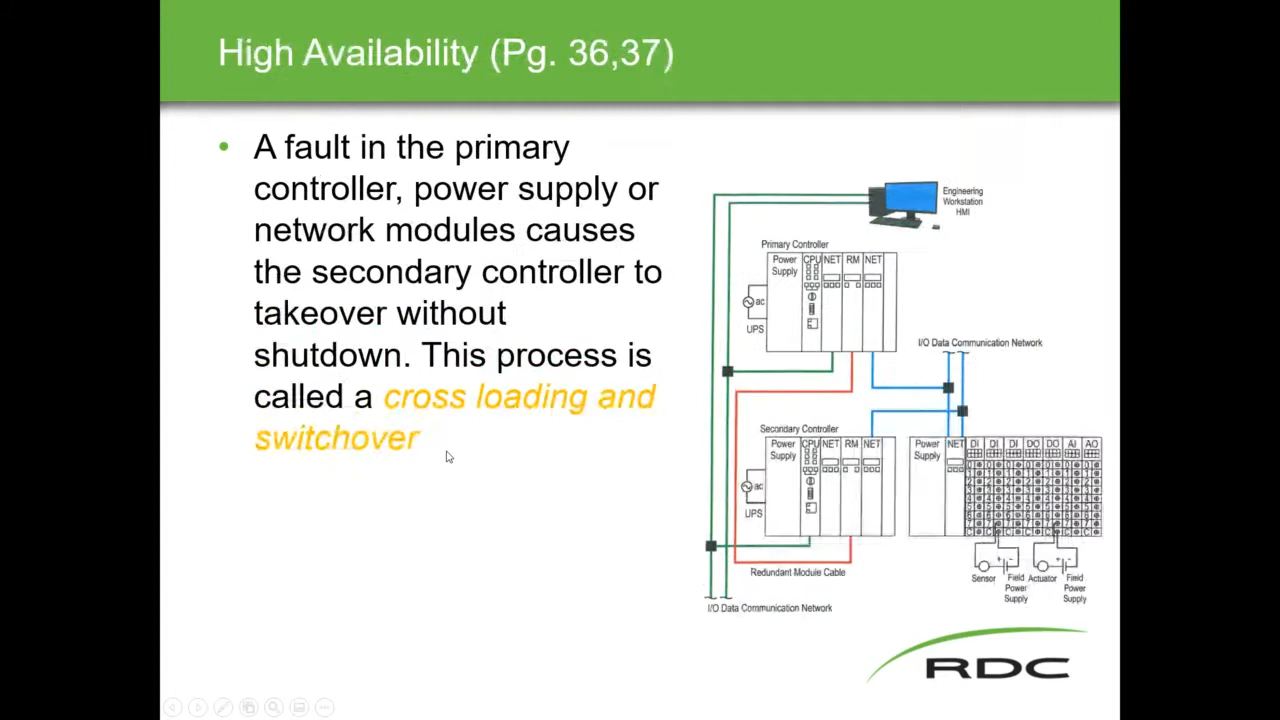 High Availability (Pg. 36,37)
• A fault in the primary
controller, power supply or
network modules causes
the secondary controller to
takeover without
shutdown. This process is
called a cross loading and
switchover
Engineering
Workstation
HMI
Primary Controller
Power
Supply
CPU
NET
RM
NET
ac
UPS
I/O Data Communication Network
Secondary Controller
Power
Supply
CPU
NET
RM
NET
ac
UPS
Power
Supply
NET
DI
DI
DI
DO
DO
AI
AO
Redundant Module Cable
I/O Data Communication Network
Sensor
Field
Power
Supply
Actuator
Field
Power
Supply
RDC